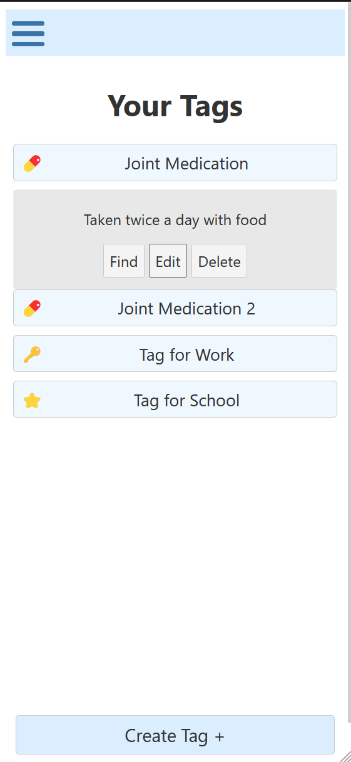 Your Tags
Joint Medication
Taken twice a day with food
Find Edit Delete
Joint Medication 2
Tag for Work
Tag for School
Create Tag +